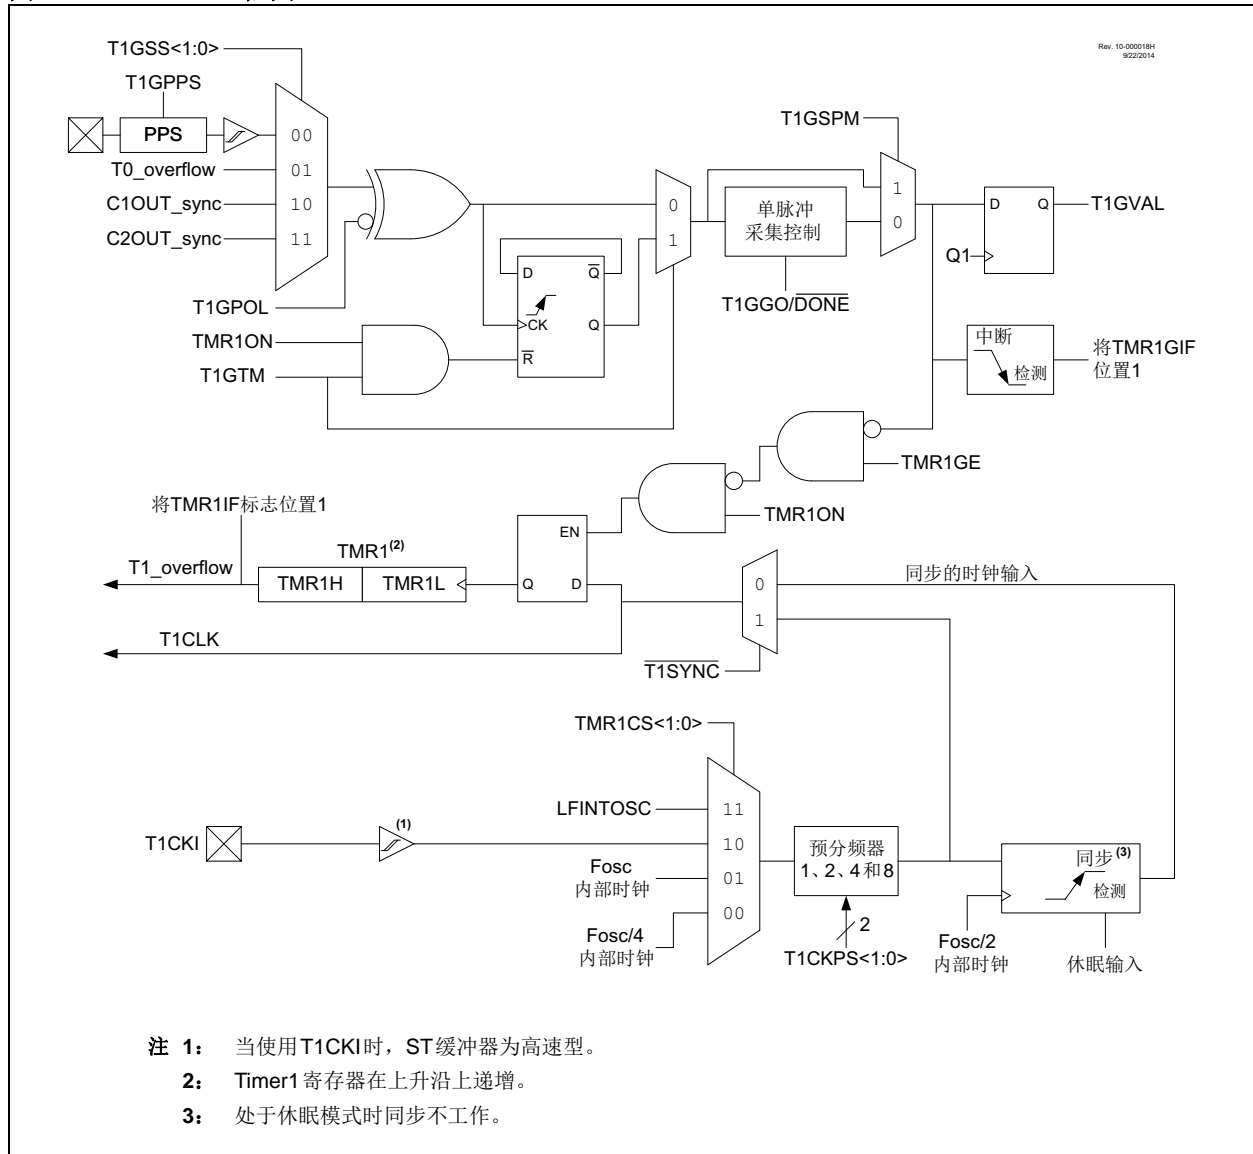 Rev. 10-000018H
9/22/2014
T1GSS<1:0>
T1GPPS
PPS
00
01
10
11
T0_overflow
C1OUT_sync
C2OUT_sync
T1GPOL
TMR1ON
T1GTM
D
Q
CK
Q
R
0
1
T1GSPM
单脉冲
采集控制
T1GGO/DONE
1
0
D
Q
Q1
T1GVAL
中断
检测
将TMR1GIF
位置1
TMR1GE
TMR1ON
将TMR1IF标志位置1
TMR1(2)
T1_overflow
TMR1H
TMR1L
EN
Q
D
T1CLK
0
1
同步的时钟输入
T1SYNC
TMR1CS<1:0>
LFINTOSC
T1CKI
(1)
Fosc
内部时钟
Fosc/4
内部时钟
11
10
01
00
预分频器
1、2、4和8
2
T1CKPS<1:0>
同步(3)
检测
Fosc/2
内部时钟
休眠输入
注 1： 当使用T1CKI时，ST缓冲器为高速型。
2： Timer1寄存器在上升沿上递增。
3： 处于休眠模式时同步不工作。